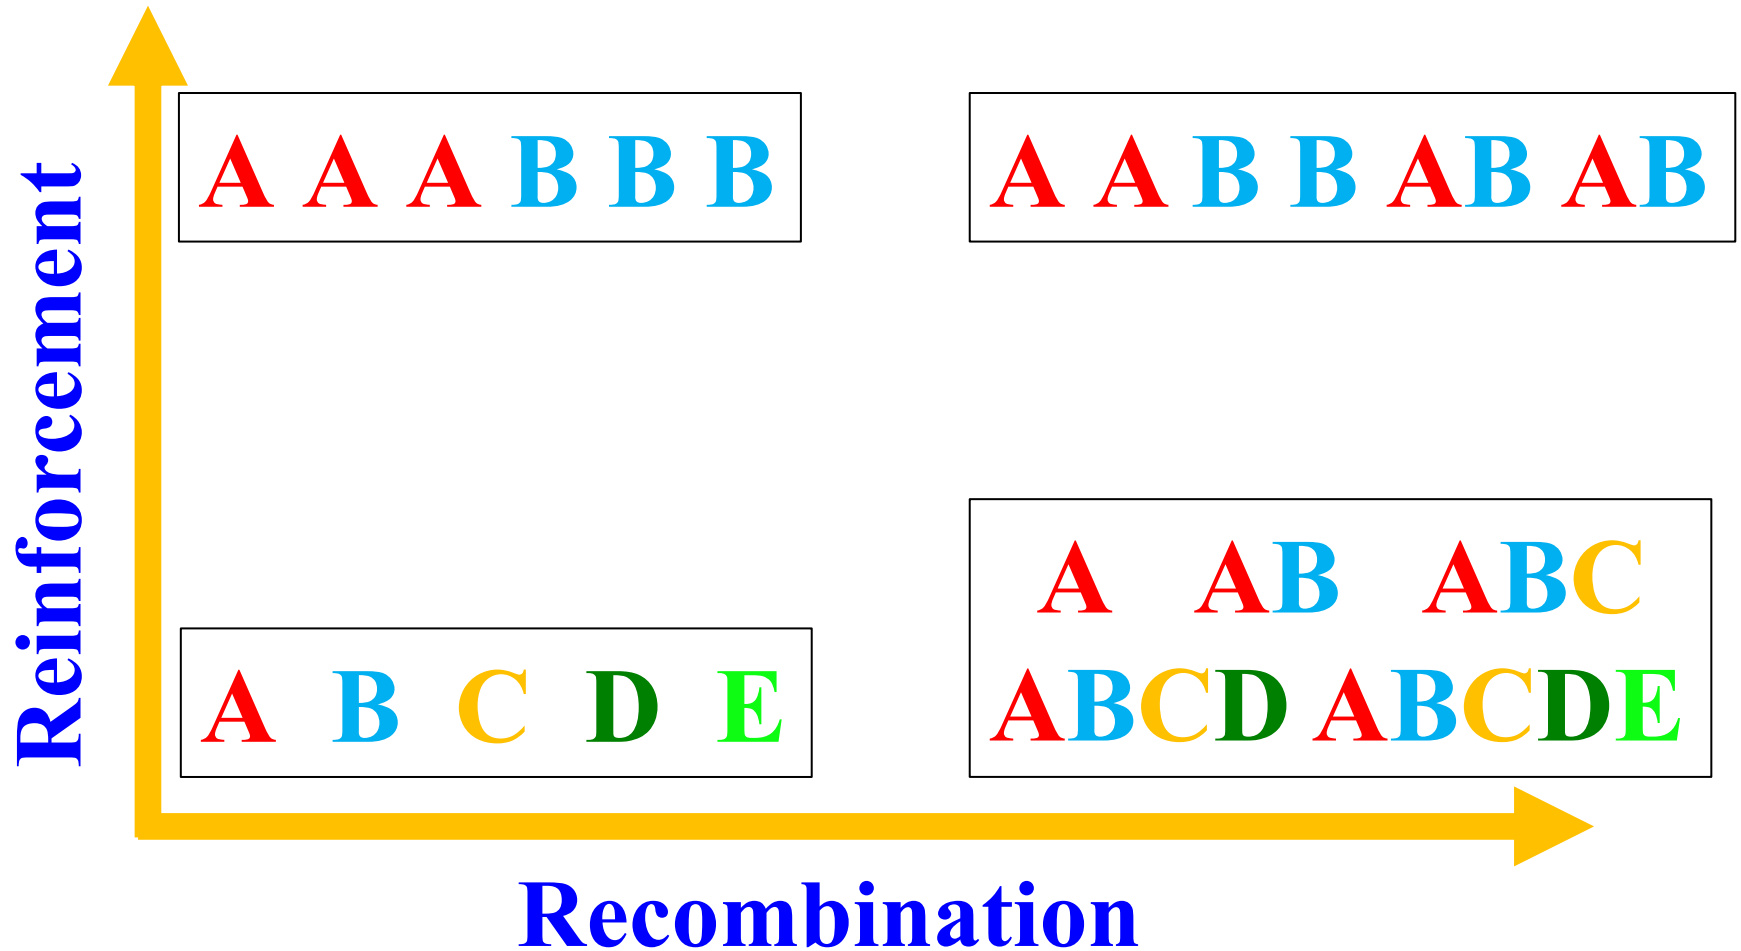 Reinforcement
A A A B B B
A A B B AB AB
A B C D E
A AB ABC
ABCD ABCDE
Recombination